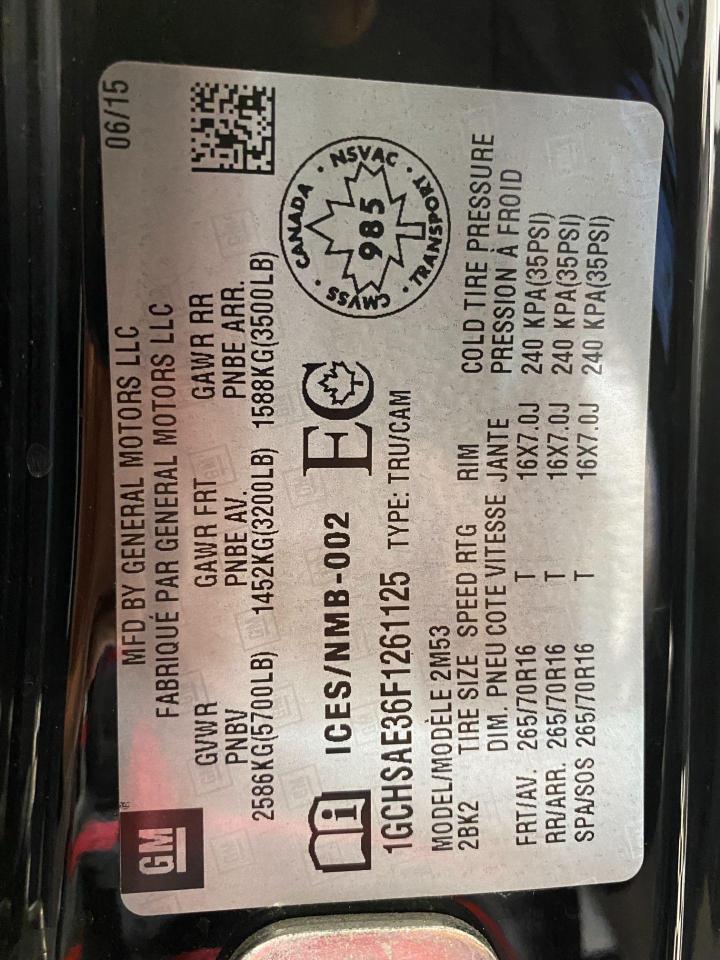 GM
MFD BY GENERAL MOTORS LLC
FABRIQUÉ PAR GENERAL MOTORS LLC
06/15
GVWR GAWR FRT GAWR RR
PNBV PNBE AV. PNBE ARR.
2586KG(5700LB) 1452KG(3200LB) 1588KG(3500LB)
i ICES/NMB-002 EC
CANADA · NSVAC · TRANSPORT · CMVSS ·
985
1GCHSAE36F1261125 TYPE: TRU/CAM
MODEL/MODÈLE 2M53
2BK2 TIRE SIZE SPEED RTG RIM COLD TIRE PRESSURE
DIM. PNEU COTE VITESSE JANTE PRESSION À FROID
FRT/AV. 265/70R16 T 16X7.0J 240 KPA(35PSI)
RR/ARR. 265/70R16 T 16X7.0J 240 KPA(35PSI)
SPA/SOS 265/70R16 T 16X7.0J 240 KPA(35PSI)